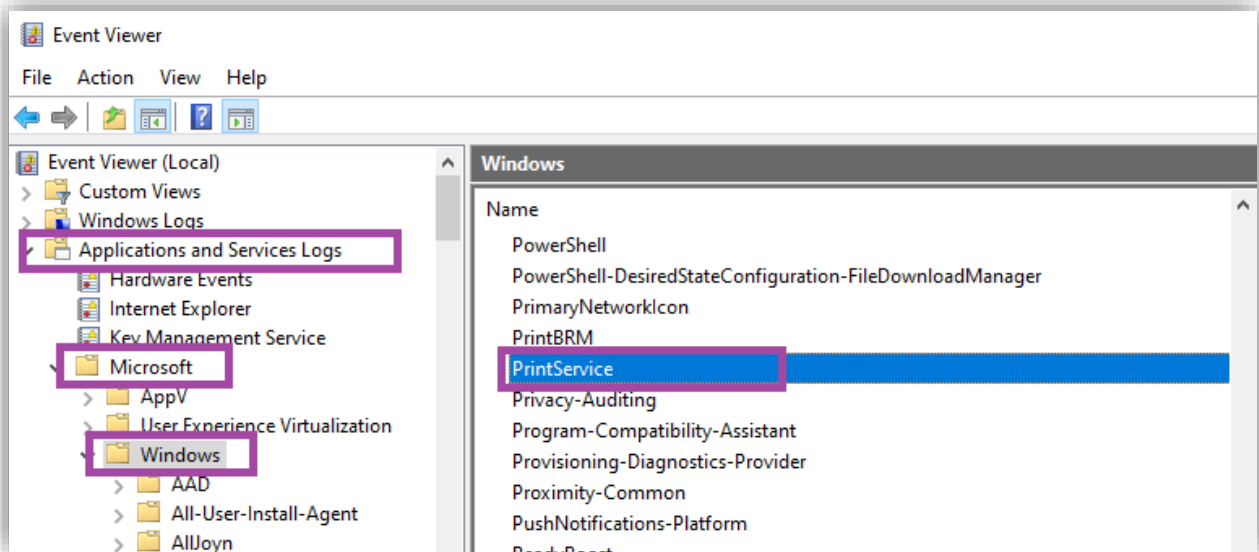 Event Viewer
File Action View Help
Event Viewer (Local)
Custom Views
Windows Logs
Applications and Services Logs
Hardware Events
Internet Explorer
Key Management Service
Microsoft
AppV
User Experience Virtualization
Windows
AAD
All-User-Install-Agent
AllJoyn
Windows
Name
PowerShell
PowerShell-DesiredStateConfiguration-FileDownloadManager
PrimaryNetworkIcon
PrintBRM
PrintService
Privacy-Auditing
Program-Compatibility-Assistant
Provisioning-Diagnostics-Provider
Proximity-Common
PushNotifications-Platform
ReadyBoost